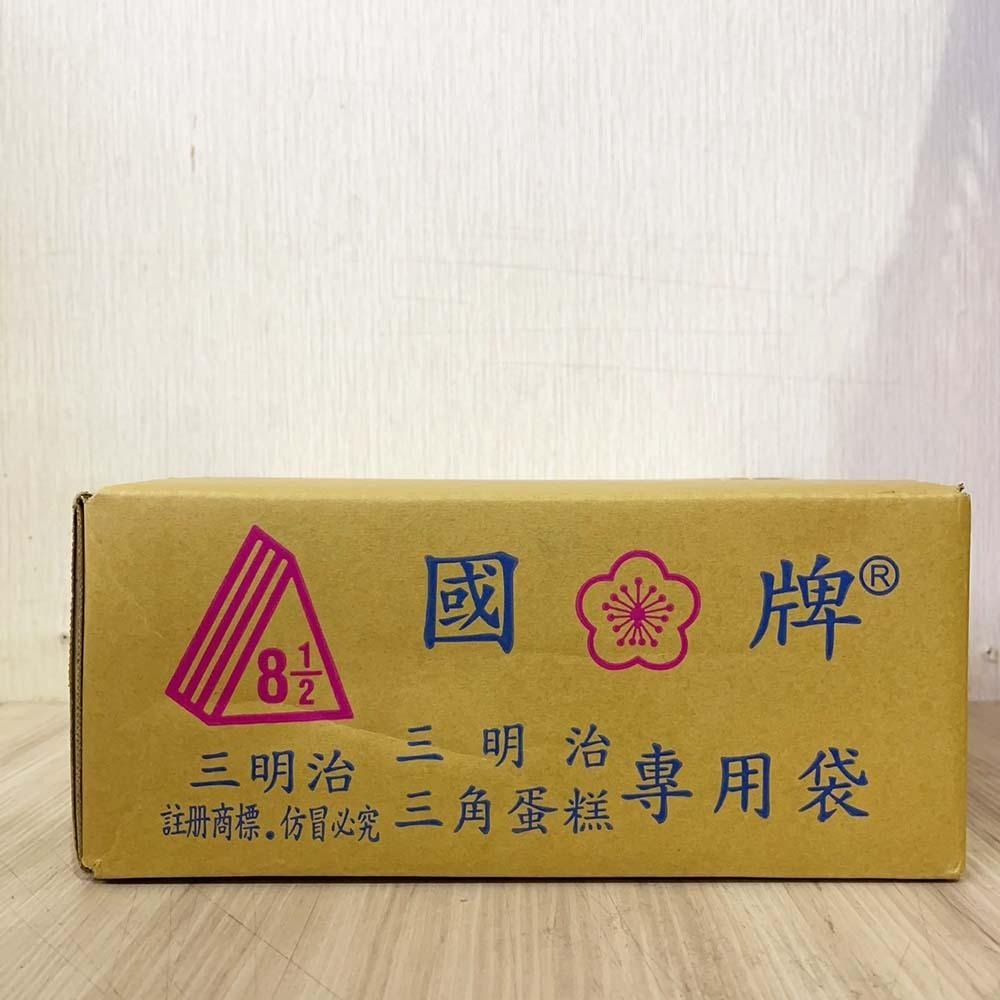 8 1/2
國 牌®
三明治
註册商標.仿冒必究
三明治
三角蛋糕
專用袋